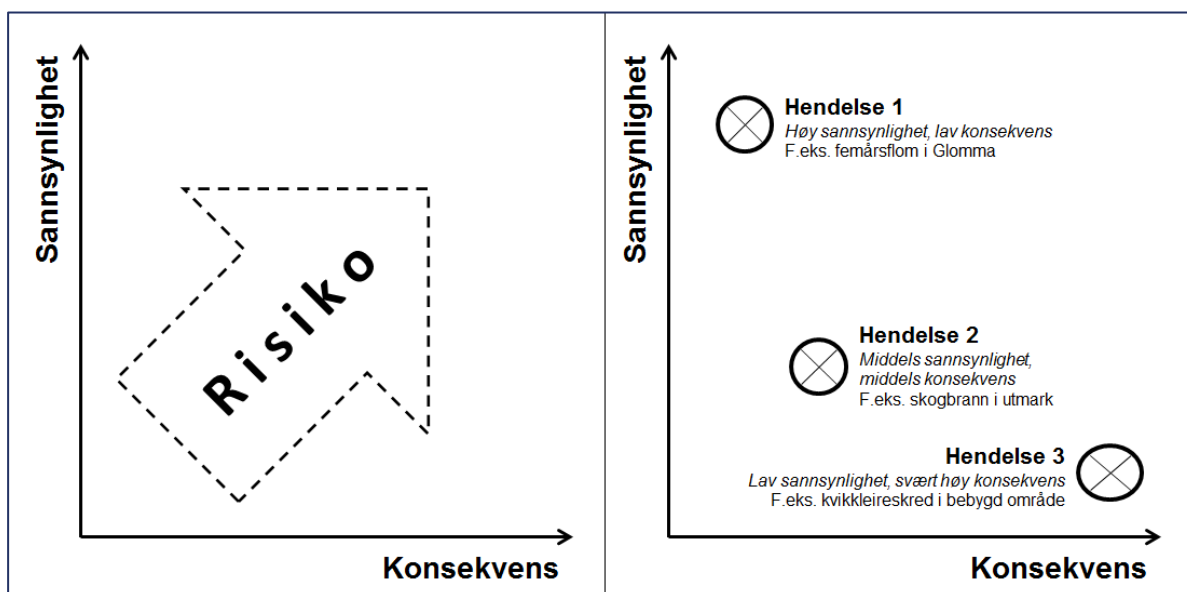 Sannsynlighet
Risiko
Konsekvens
Sannsynlighet
Hendelse 1
Høy sannsynlighet, lav konsekvens
F.eks. femårsflom i Glomma
Hendelse 2
Middels sannsynlighet,
middels konsekvens
F.eks. skogbrann i utmark
Hendelse 3
Lav sannsynlighet, svært høy konsekvens
F.eks. kvikkleireskred i bebygd område
Konsekvens